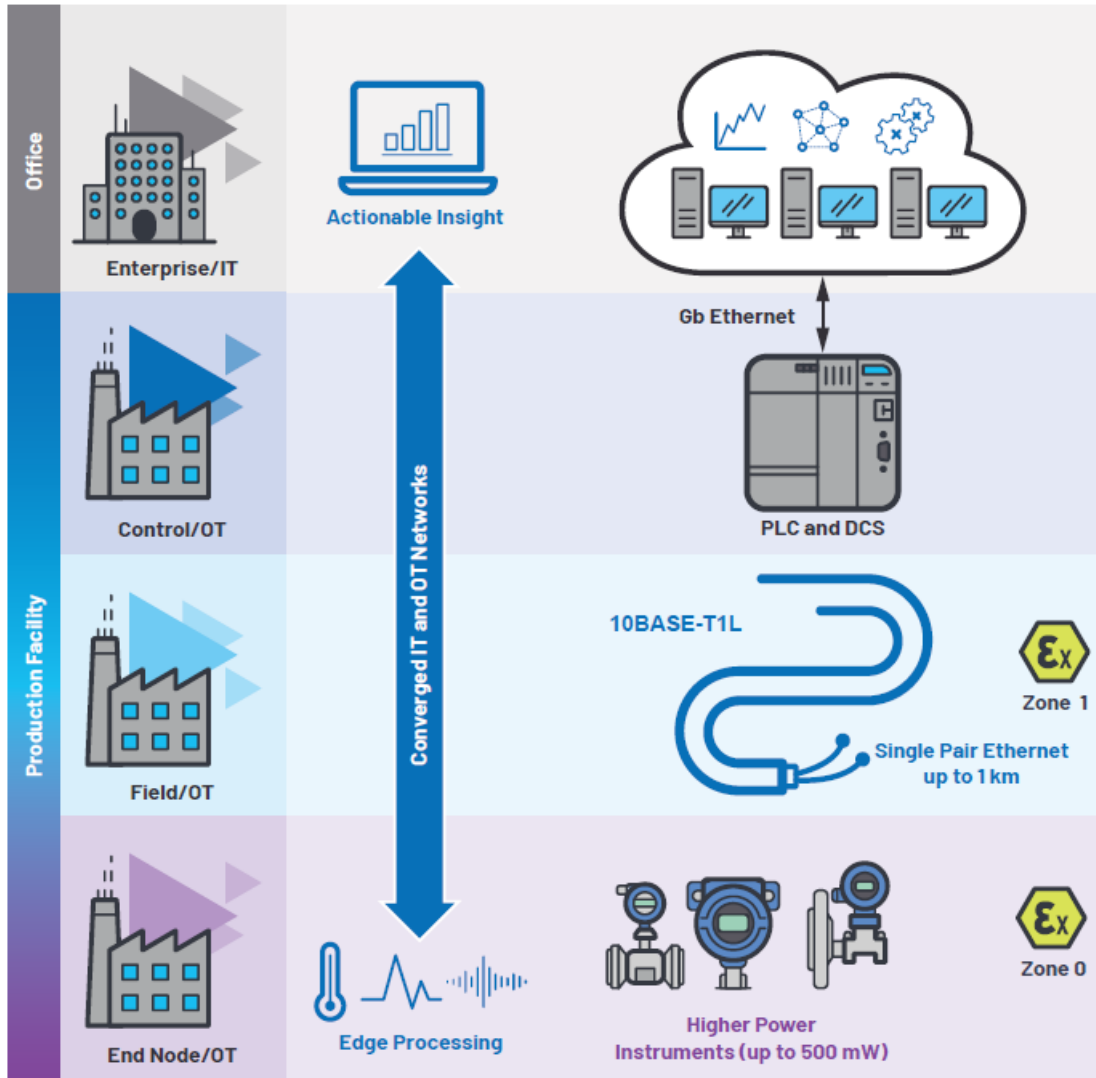 Office
Enterprise/IT
Actionable Insight
Gb Ethernet
Production Facility
Control/OT
Converged IT and OT Networks
PLC and DCS
Field/OT
10BASE-T1L
Single Pair Ethernet
up to 1 km
Ex
Zone 1
End Node/OT
Edge Processing
Higher Power
Instruments (up to 500 mW)
Ex
Zone 0